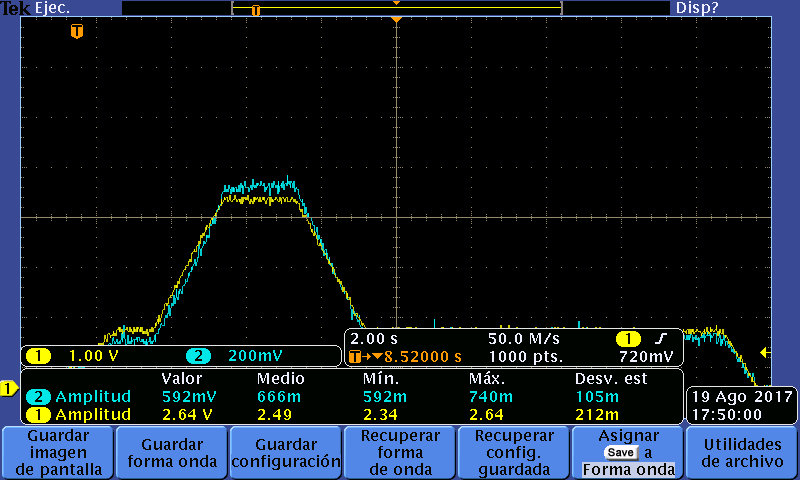 Tek Ejec. T Disp?
T
1 1.00 V 2 200mV
2.00 s 50.0 M/s 1
T→▼8.52000 s 1000 pts. 720mV
1
Valor Medio Mín. Máx. Desv. est
2 Amplitud 592mV 666m 592m 740m 105m
1 Amplitud 2.64 V 2.49 2.34 2.64 212m
19 Ago 2017
17:50:00
Guardar
imagen
de pantalla
Guardar
forma onda
Guardar
configuración
Recuperar
forma
de onda
Recuperar
config.
guardada
Asignar
Save a
Forma onda
Utilidades
de archivo